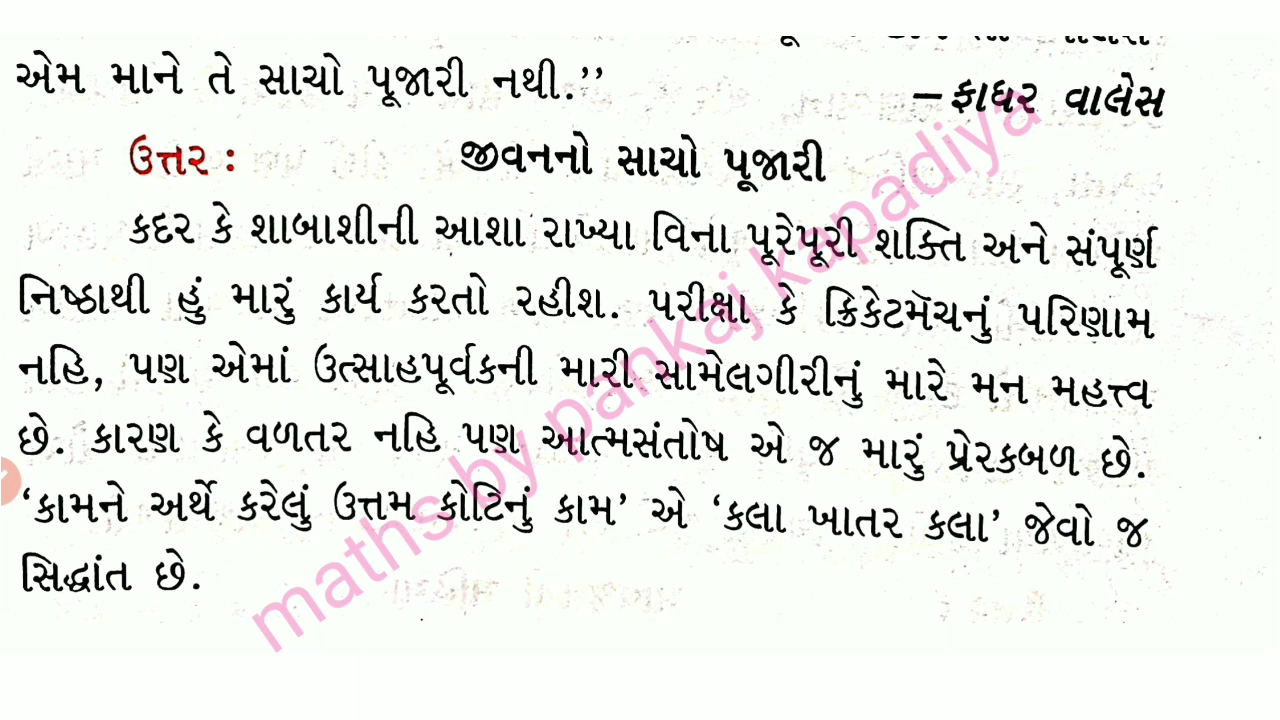 એમ માને તે સાચો પૂજારી નથી.’’
– ફાધર વાલેસ
ઉત્તર : જીવનનો સાચો પૂજારી
કદર કે શાબાશીની આશા રાખ્યા વિના પૂરેપૂરી શક્તિ અને સંપૂર્ણ
નિષ્ઠાથી હું મારું કાર્ય કરતો રહીશ. પરીક્ષા કે ક્રિકેટમૅચનું પરિણામ
નહિ, પણ એમાં ઉત્સાહપૂર્વકની મારી સામેલગીરીનું મારે મન મહત્ત્વ
છે. કારણ કે વળતર નહિ પણ આત્મસંતોષ એ જ મારું પ્રેરકબળ છે.
‘કામને અર્થે કરેલું ઉત્તમ કોટિનું કામ’ એ ‘કલા ખાતર કલા’ જેવો જ
સિદ્ધાંત છે.
maths by pankaj kapadiya